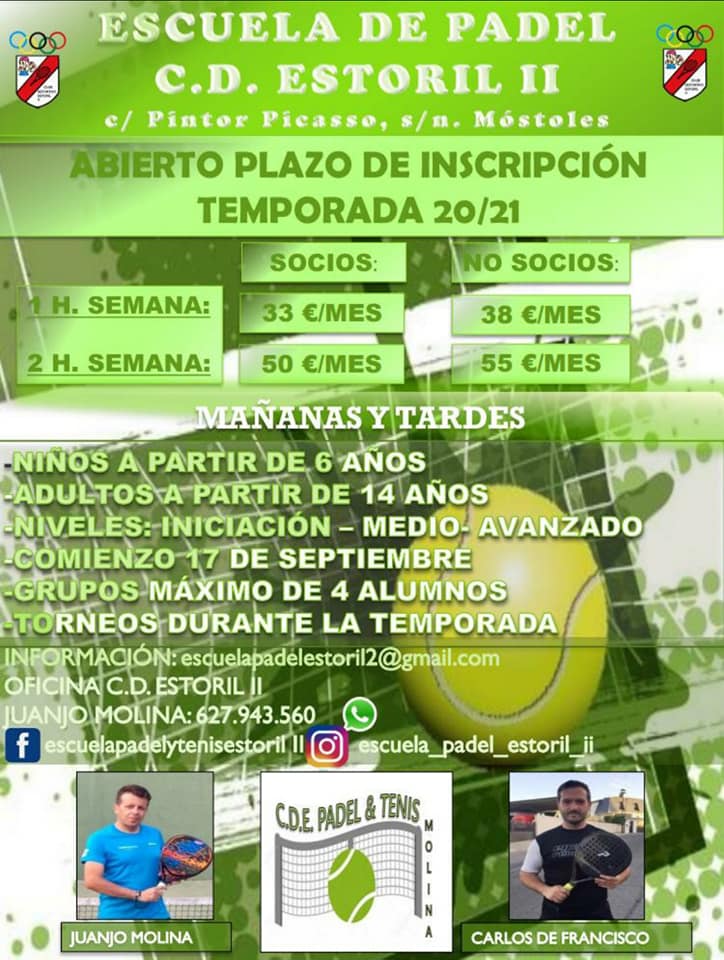 ESCUELA DE PADEL
C.D. ESTORIL II
c/ Pintor Picasso, s/n. Móstoles
ABIERTO PLAZO DE INSCRIPCIÓN
TEMPORADA 20/21
SOCIOS: NO SOCIOS:
1 H. SEMANA: 33 €/MES 38 €/MES
2 H. SEMANA: 50 €/MES 55 €/MES
MAÑANAS Y TARDES
-NIÑOS A PARTIR DE 6 AÑOS
-ADULTOS A PARTIR DE 14 AÑOS
-NIVELES: INICIACIÓN – MEDIO- AVANZADO
-COMIENZO 17 DE SEPTIEMBRE
-GRUPOS MÁXIMO DE 4 ALUMNOS
-TORNEOS DURANTE LA TEMPORADA
INFORMACIÓN: escuelapadelestoril2@gmail.com
OFICINA C.D. ESTORIL II
JUANJO MOLINA: 627.943.560
escuelapadelytenisestoril II escuela_padel_estoril_ii
C.D.E. PADEL & TENIS
MOLINA
JUANJO MOLINA
CARLOS DE FRANCISCO